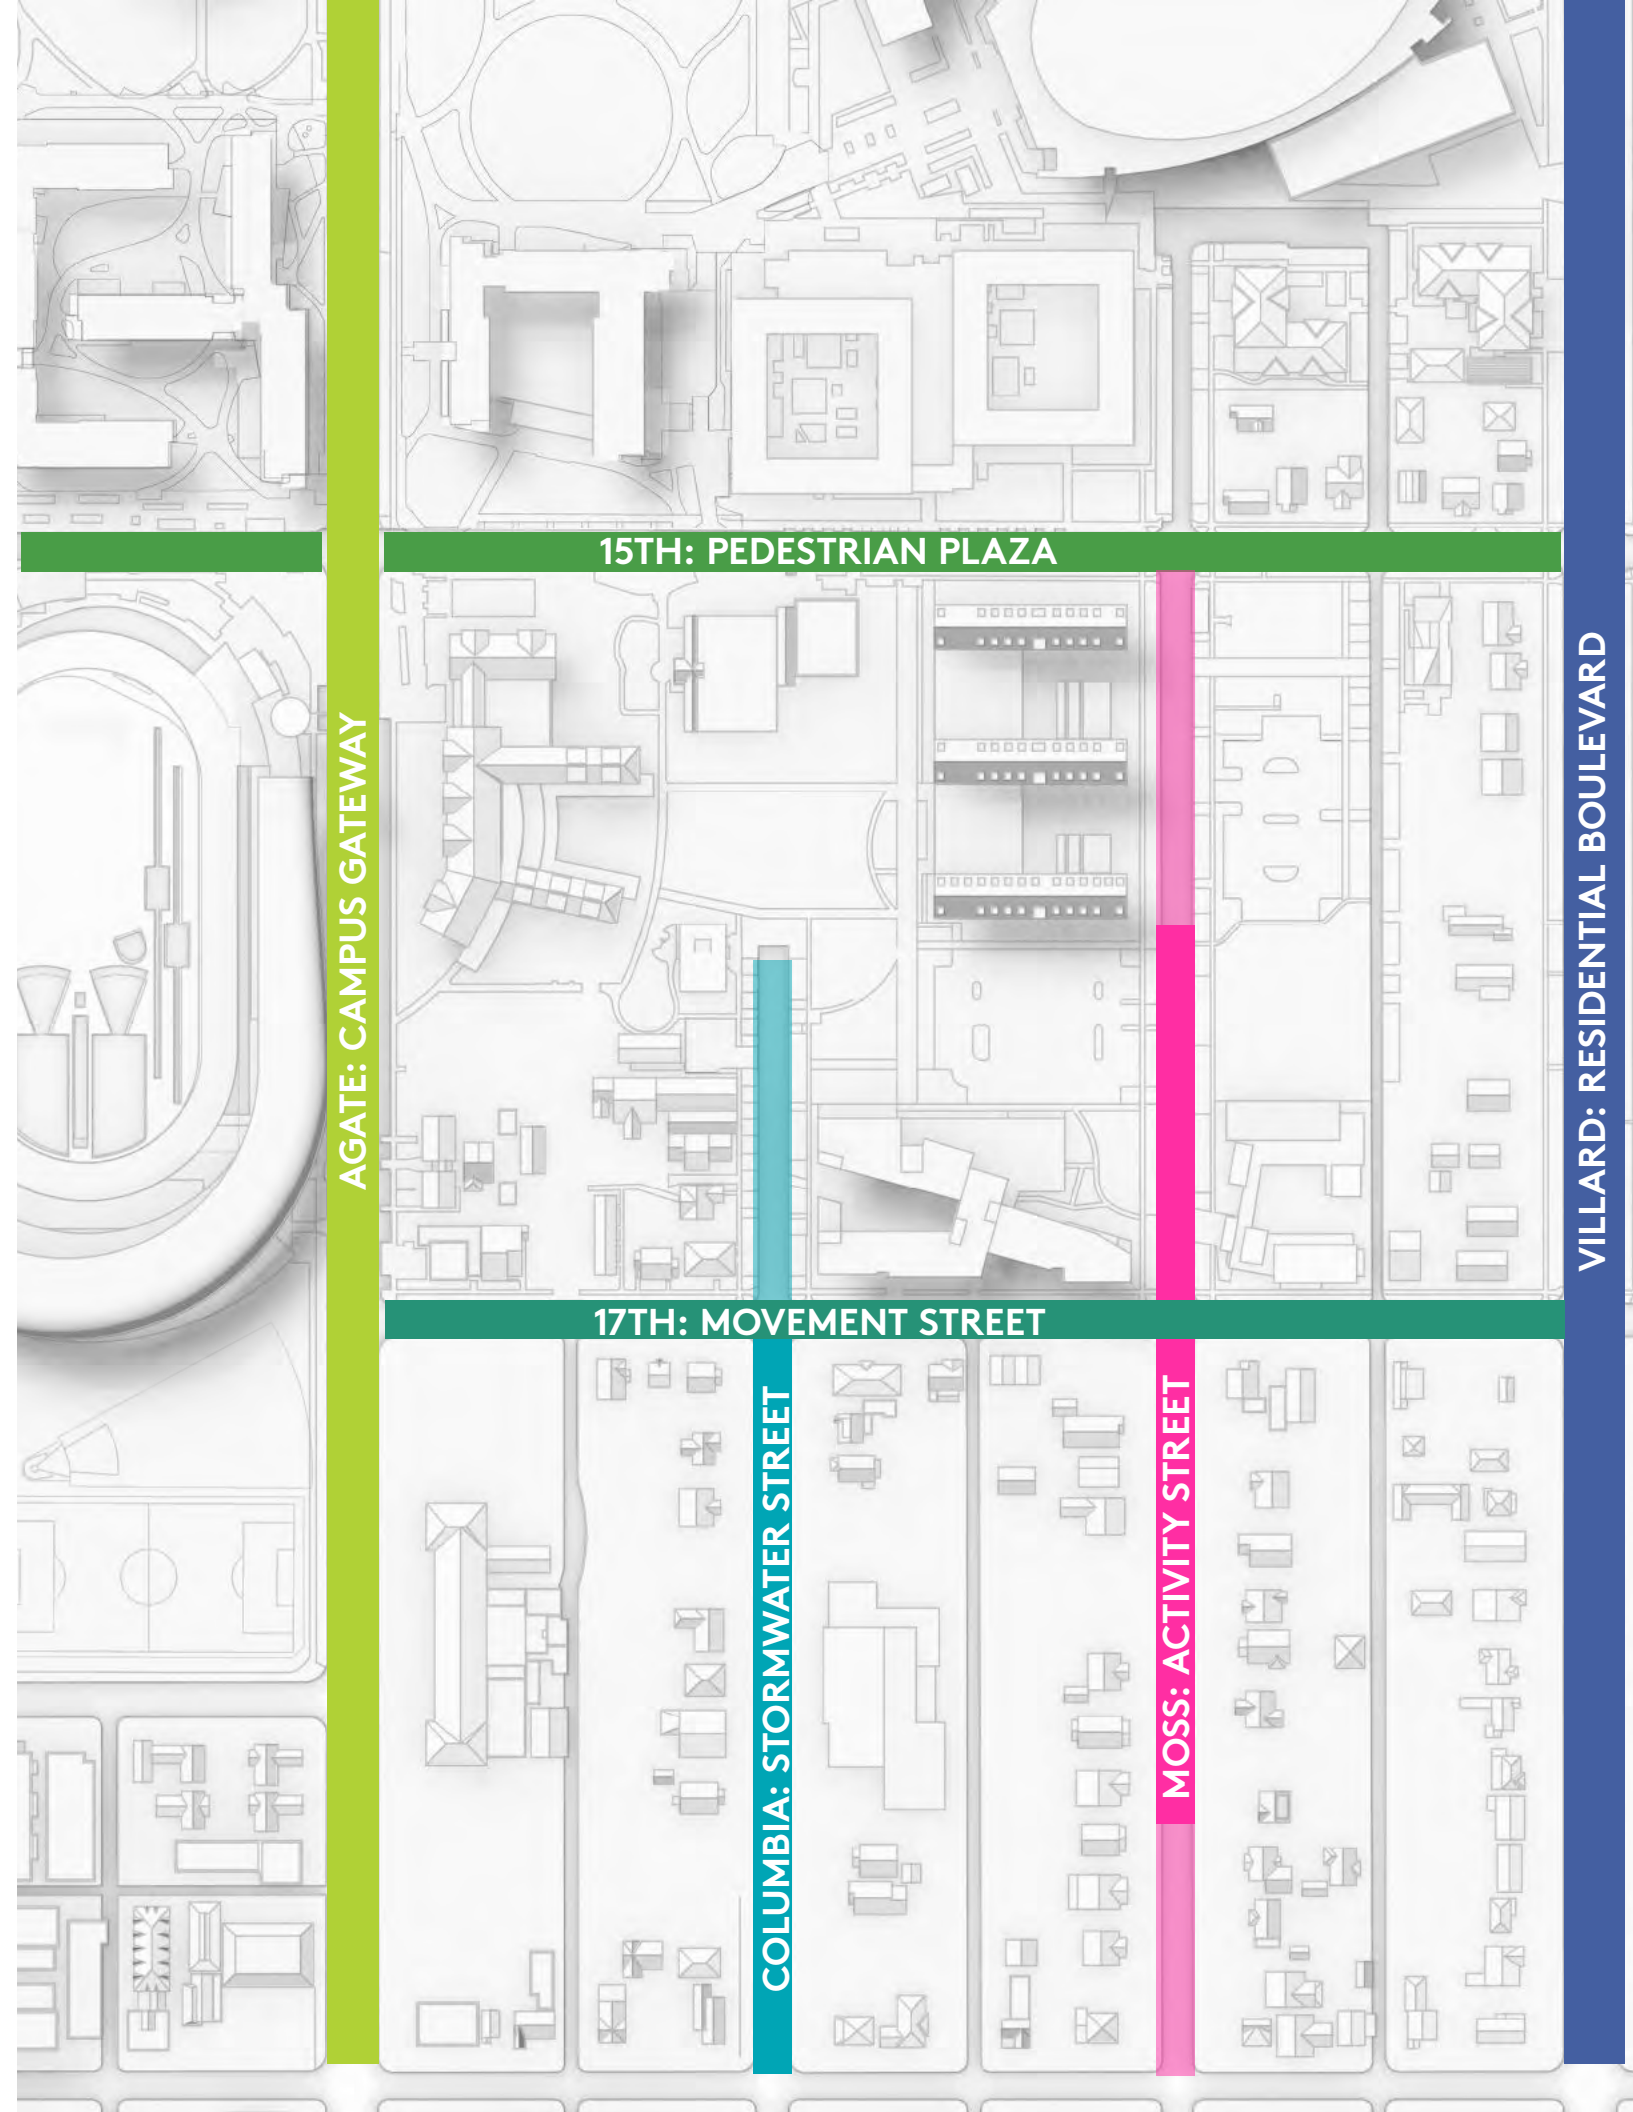 15TH: PEDESTRIAN PLAZA
AGATE: CAMPUS GATEWAY
VILLARD: RESIDENTIAL BOULEVARD
17TH: MOVEMENT STREET
COLUMBIA: STORMWATER STREET
MOSS: ACTIVITY STREET